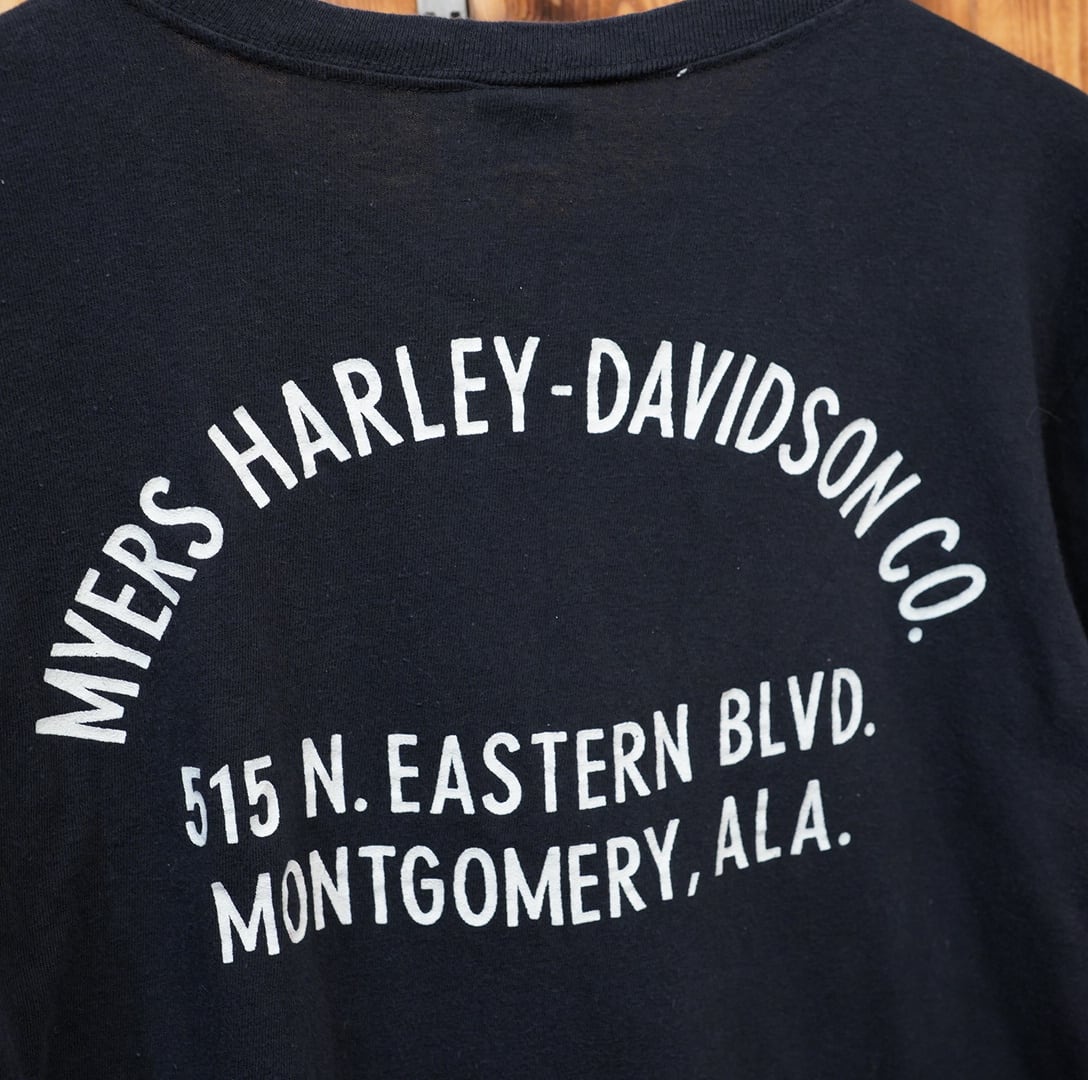 MYERS HARLEY-DAVIDSON CO.
515 N. EASTERN BLVD.
MONTGOMERY, ALA.